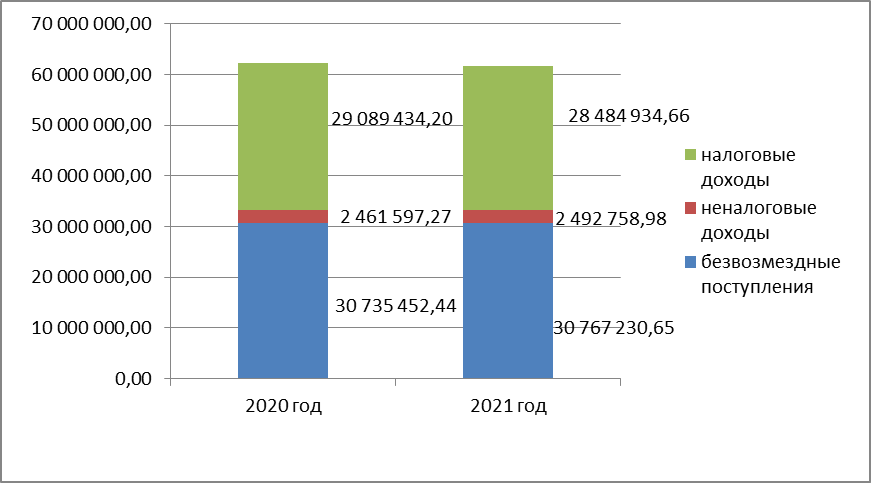 70 000 000,00
60 000 000,00
50 000 000,00
40 000 000,00
30 000 000,00
20 000 000,00
10 000 000,00
0,00
29 089 434,20
28 484 934,66
2 461 597,27
2 492 758,98
30 735 452,44
30 767 230,65
2020 год
2021 год
налоговые
доходы
неналоговые
доходы
безвозмездные
поступления